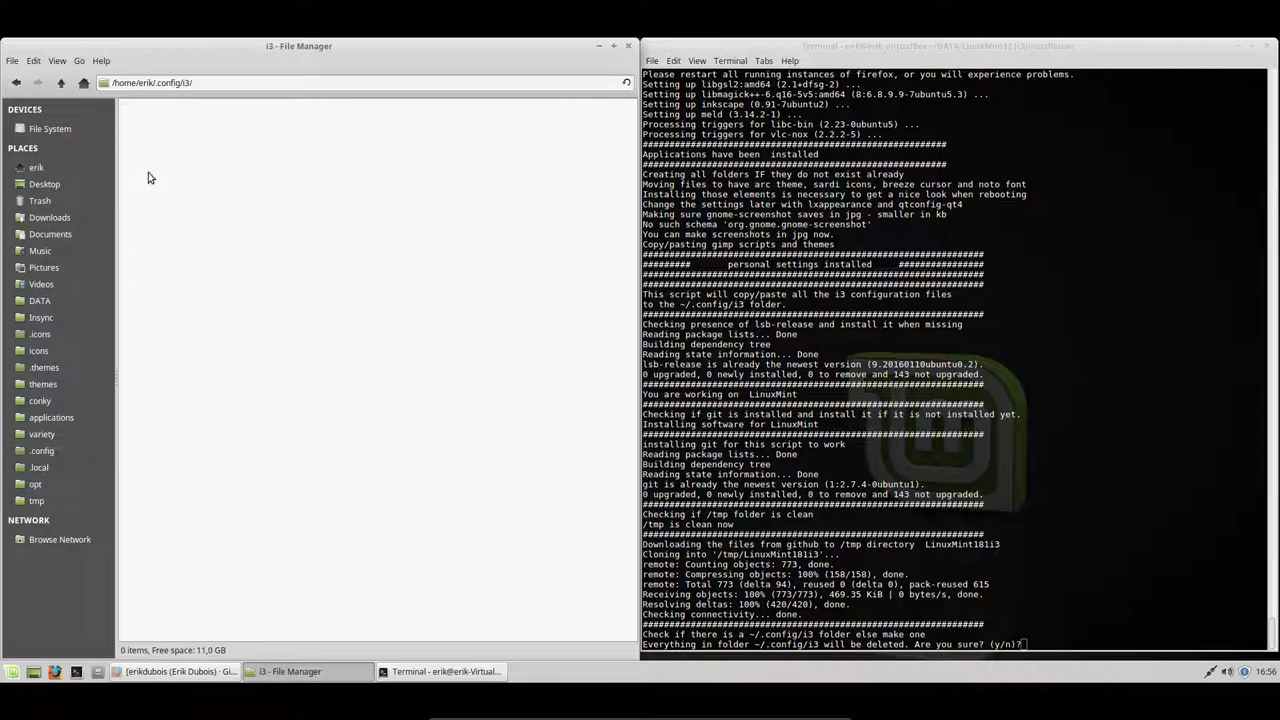 i3 - File Manager
File Edit View Go Help
/home/erik/.config/i3/
DEVICES
File System
PLACES
erik
Desktop
Trash
Downloads
Documents
Music
Pictures
Videos
DATA
Insync
.icons
icons
.themes
themes
conky
applications
variety
.config
.local
opt
tmp
NETWORK
Browse Network
0 items, Free space: 11,0 GB
File Edit View Terminal Tabs Help
Please restart all running instances of firefox, or you will experience problems.
Setting up libgsl2:amd64 (2.1+dfsg-2) ...
Setting up libmagick++-6.q16-5v5:amd64 (8:6.8.9.9-7ubuntu5.3) ...
Setting up inkscape (0.91-7ubuntu2) ...
Setting up meld (3.14.2-1) ...
Processing triggers for libc-bin (2.23-0ubuntu5) ...
Processing triggers for vlc-nox (2.2.2-5) ...
################################################################
Applications have been  installed
################################################################
Creating all folders IF they do not exist already
Moving files to have arc theme, sardi icons, breeze cursor and noto font
Installing those elements is necessary to get a nice look when rebooting
Change the settings later with lxappearance and qtconfig-qt4
Making sure gnome-screenshot saves in jpg - smaller in kb
No such schema 'org.gnome.gnome-screenshot'
You can make screenshots in jpg now.
Copy/pasting gimp scripts and themes
################################################################
#########       personal settings installed     ################
################################################################
################################################################
This script will copy/paste all the i3 configuration files
to the ~/.config/i3 folder.
################################################################
Checking presence of lsb-release and install it when missing
Reading package lists... Done
Building dependency tree
Reading state information... Done
lsb-release is already the newest version (9.20160110ubuntu0.2).
0 upgraded, 0 newly installed, 0 to remove and 143 not upgraded.
################################################################
You are working on  LinuxMint
################################################################
Checking if git is installed and install it if it is not installed yet.
Installing software for LinuxMint
################################################################
installing git for this script to work
Reading package lists... Done
Building dependency tree
Reading state information... Done
git is already the newest version (1:2.7.4-0ubuntu1).
0 upgraded, 0 newly installed, 0 to remove and 143 not upgraded.
################################################################
Checking if /tmp folder is clean
/tmp is clean now
################################################################
Downloading the files from github to /tmp directory  LinuxMint181i3
Cloning into '/tmp/LinuxMint181i3'...
remote: Counting objects: 773, done.
remote: Compressing objects: 100% (158/158), done.
remote: Total 773 (delta 94), reused 0 (delta 0), pack-reused 615
Receiving objects: 100% (773/773), 469.35 KiB | 0 bytes/s, done.
Resolving deltas: 100% (420/420), done.
Checking connectivity... done.
################################################################
Check if there is a ~/.config/i3 folder else make one
Everything in folder ~/.config/i3 will be deleted. Are you sure? (y/n)?
[erikdubois (Erik Dubois) · Gi...
i3 - File Manager
Terminal - erik@erik-Virtual...
16:56